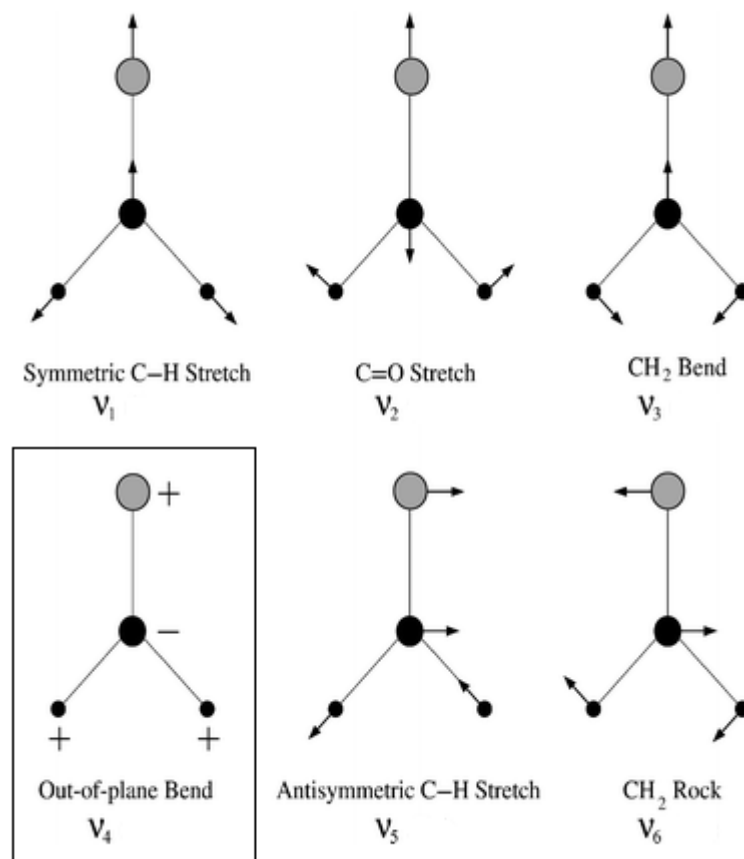 Symmetric C–H Stretch
ν₁
C=O Stretch
ν₂
CH₂ Bend
ν₃
+
−
+ +
Out-of-plane Bend
ν₄
Antisymmetric C–H Stretch
ν₅
CH₂ Rock
ν₆